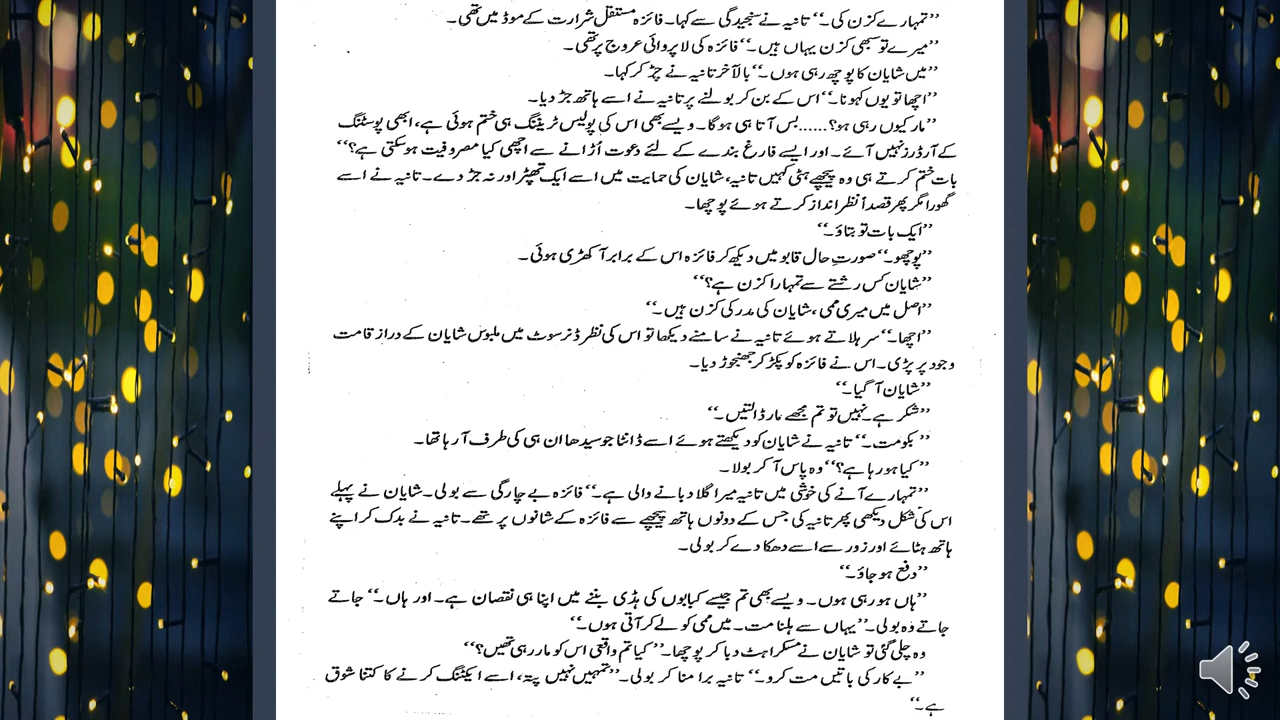 ’’تمہارے کزن کی۔‘‘ تانیہ نے سنجیدگی سے کہا۔ فائزہ مستقل شرارت کے موڈ میں تھی۔
’’میرے تو سبھی کزن یہاں ہیں۔‘‘ فائزہ کی لاپروائی عروج پر تھی۔
’’میں شایان کا پوچھ رہی ہوں۔‘‘ بالآخر تانیہ نے چڑ کر کہا۔
’’اچھا تو یوں کہو نا۔‘‘ اس کے بن کر بولنے پر تانیہ نے اسے ہاتھ جڑ دیا۔
’’مار کیوں رہی ہو؟......بس آتا ہی ہوگا۔ ویسے بھی اس کی پولیس ٹریننگ ہی ختم ہوئی ہے، ابھی پوسٹنگ
کے آرڈرز نہیں آئے۔ اور ایسے فارغ بندے کے لئے دعوت اُڑانے سے اچھی کیا مصروفیت ہوسکتی ہے؟‘‘
بات ختم کرتے ہی وہ پیچھے ہٹی کہیں تانیہ، شایان کی حمایت میں اسے ایک تھپڑ اور نہ جڑ دے۔ تانیہ نے اسے
گھورا مگر پھر قصداً نظرانداز کرتے ہوئے پوچھا۔
’’ایک بات تو بتاؤ۔‘‘
’’پوچھو۔‘‘ صورتِ حال قابو میں دیکھ کر فائزہ اس کے برابر آ کھڑی ہوئی۔
’’شایان کس رشتے سے تمہارا کزن ہے؟‘‘
’’اصل میں میری ممی، شایان کی مدر کی کزن ہیں۔‘‘
’’اچھا۔‘‘ سر ہلاتے ہوئے تانیہ نے سامنے دیکھا تو اس کی نظر ڈنر سوٹ میں ملبوس شایان کے دراز قامت
وجود پر پڑی۔ اس نے فائزہ کو پکڑ کر جھنجوڑ دیا۔
’’شایان آ گیا۔‘‘
’’شکر ہے۔ نہیں تو تم مجھے مار ڈالتیں۔‘‘
’’بکو مت۔‘‘ تانیہ نے شایان کو دیکھتے ہوئے اسے ڈانٹا جو سیدھا ان ہی کی طرف آ رہا تھا۔
’’کیا ہو رہا ہے؟‘‘ وہ پاس آ کر بولا۔
’’تمہارے آنے کی خوشی میں تانیہ میرا گلا دبانے والی ہے۔‘‘ فائزہ بے چارگی سے بولی۔ شایان نے پہلے
اس کی شکل دیکھی پھر تانیہ کی جس کے دونوں ہاتھ پیچھے سے فائزہ کے شانوں پر تھے۔ تانیہ نے بدک کر اپنے
ہاتھ ہٹائے اور زور سے اسے دھکا دے کر بولی۔
’’دفع ہو جاؤ۔‘‘
’’ہاں ہو رہی ہوں۔ ویسے بھی تم جیسے کبابوں کی ہڈی بننے میں اپنا ہی نقصان ہے۔ اور ہاں۔‘‘ جاتے
جاتے وہ بولی۔ ’’یہاں سے ہلنا مت۔ میں ممی کو لے کر آتی ہوں۔‘‘
وہ چلی گئی تو شایان نے مسکراہٹ دبا کر پوچھا۔ ’’کیا تم واقعی اس کو مار رہی تھیں؟‘‘
’’بے کار کی باتیں مت کرو۔‘‘ تانیہ برا منا کر بولی۔ ’’تمہیں نہیں پتہ، اسے ایکٹنگ کرنے کا کتنا شوق
ہے۔‘‘